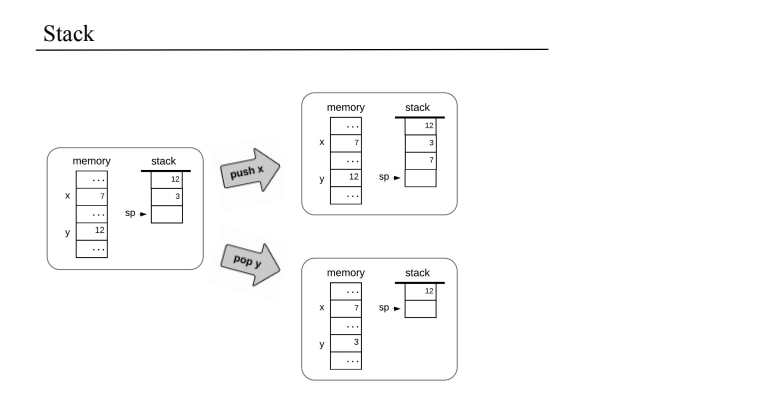 Stack
memory stack
... 12
x 7 3
... sp
y 12
...
push x
memory stack
... 12
x 7 3
... 7
y 12 sp
...
pop y
memory stack
... 12
x 7 sp
...
y 3
...